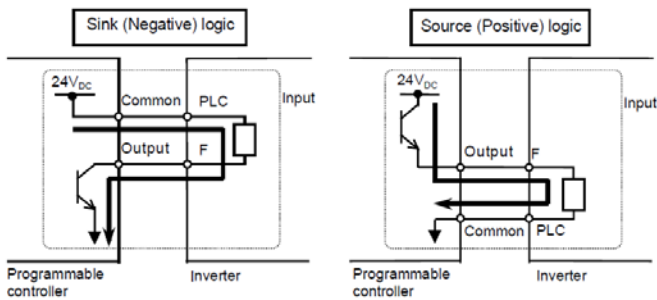 Sink (Negative) logic
24VDC
Common
PLC
Input
Output
F
Programmable
controller
Inverter
Source (Positive) logic
24VDC
Input
Output
F
Common
PLC
Programmable
controller
Inverter